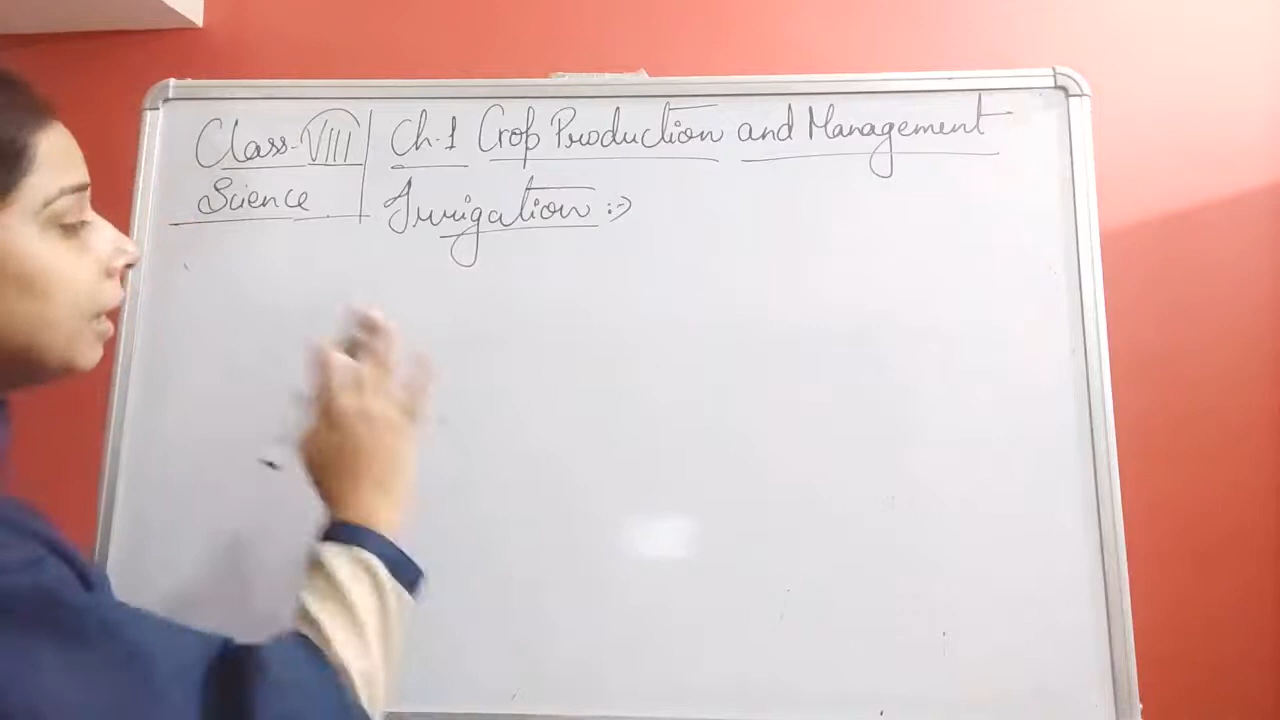 Class-VIII
Science
Ch.1 Crop Production and Management
Irrigation :->